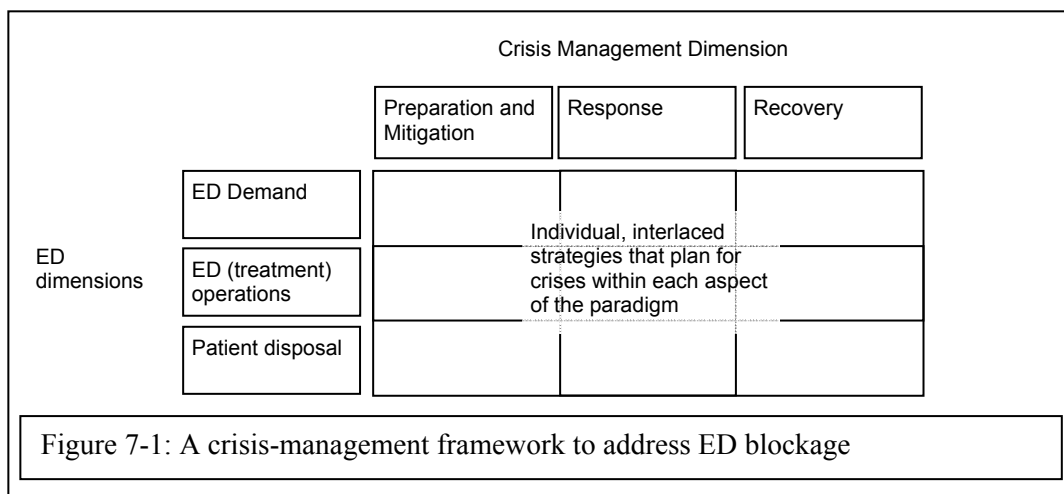 Crisis Management Dimension
Preparation and
Mitigation
Response
Recovery
ED Demand
ED
dimensions
ED (treatment)
operations
Patient disposal
Individual, interlaced
strategies that plan for
crises within each aspect
of the paradigm
Figure 7-1: A crisis-management framework to address ED blockage